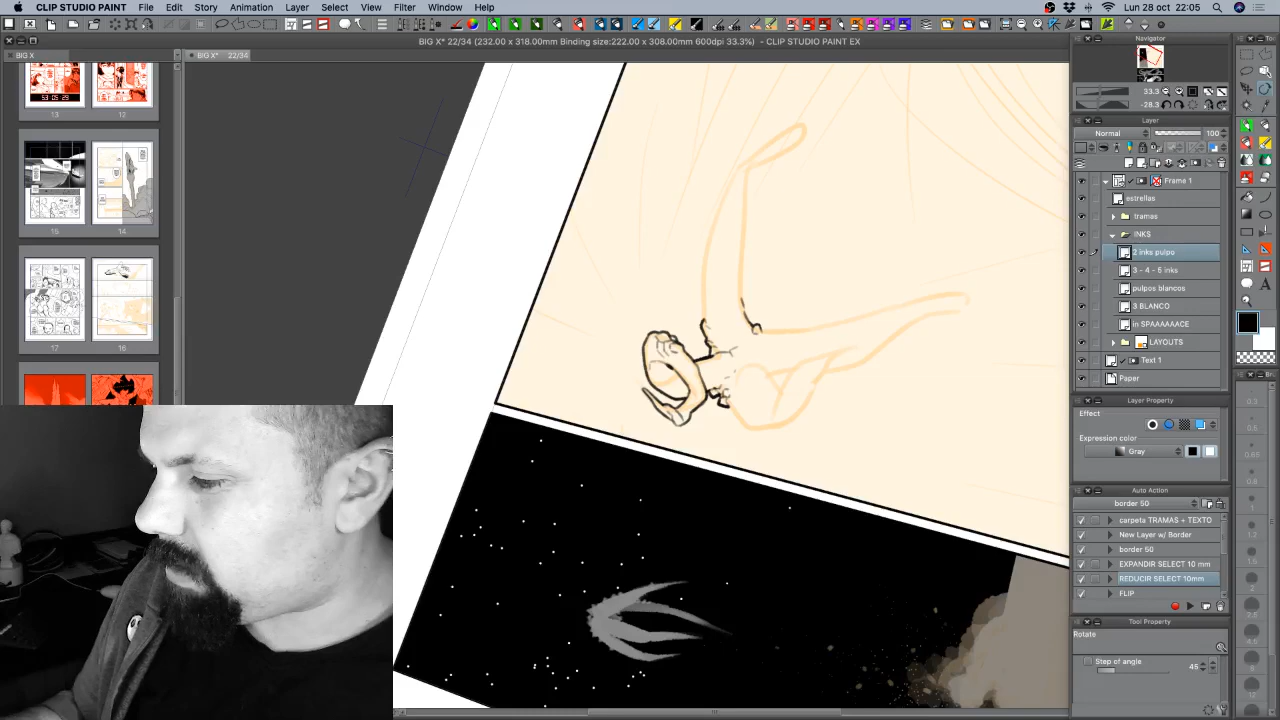 CLIP STUDIO PAINT File Edit Story Animation Layer Select View Filter Window Help
Lun 28 oct 22:05
BIG X* 22/34 (232.00 x 318.00mm Binding size:222.00 x 308.00mm 600dpi 33.3%) - CLIP STUDIO PAINT EX
BIG X
BIG X* 22/34
13 12
15 14
17 16
Navigator
33.3
-28.3
Layer
Normal 100
Frame 1
estrellas
tramas
INKS
2 inks pulpo
3 - 4 - 5 inks
pulpos blancos
3 BLANCO
in SPAAAAAACE
LAYOUTS
Text 1
Paper
Layer Property
Effect
Expression color
Gray
Auto Action
border 50
carpeta TRAMAS + TEXTO
New Layer w/ Border
border 50
EXPANDIR SELECT 10 mm
REDUCIR SELECT 10mm
FLIP
Tool Property
Rotate
Step of angle
45